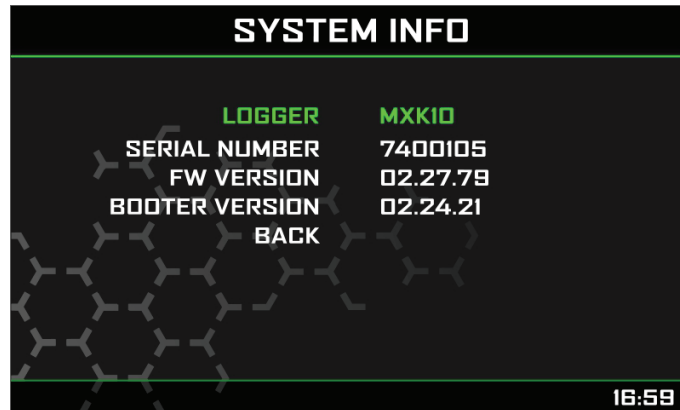 SYSTEM INFO
LOGGER MXK10
SERIAL NUMBER 7400105
FW VERSION 02.27.79
BOOTER VERSION 02.24.21
BACK
16:59